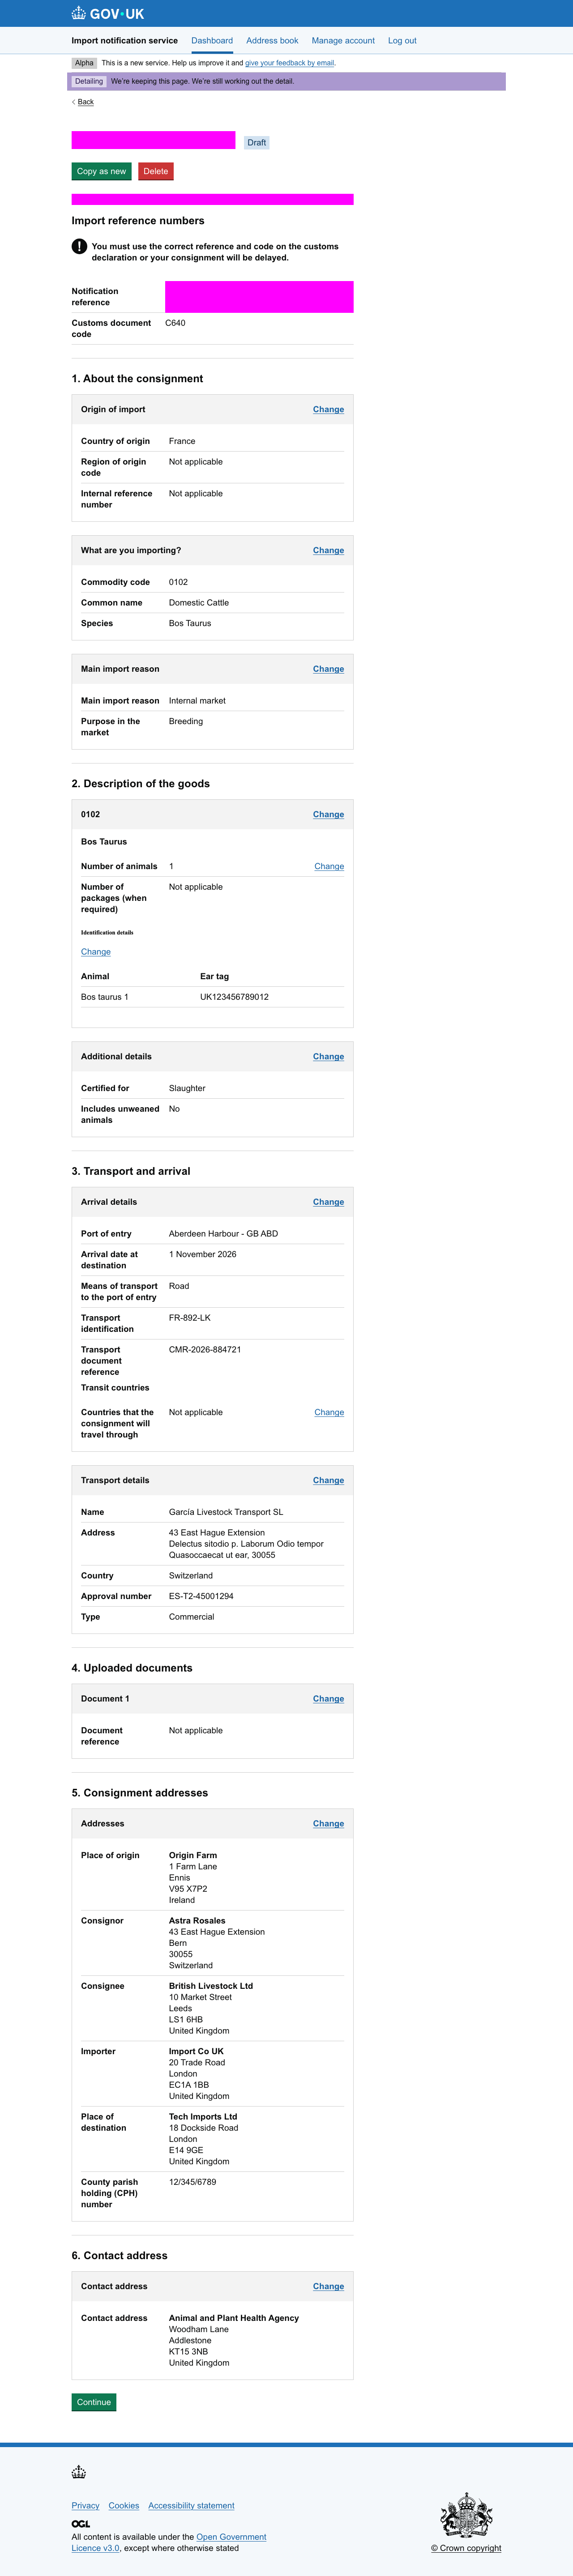 GOV·UK
Import notification service Dashboard Address book Manage account Log out
Alpha This is a new service. Help us improve it and give your feedback by email.
Detailing We're keeping this page. We're still working out the detail.
Back
Draft
Copy as new Delete
Import reference numbers
! You must use the correct reference and code on the customs
declaration or your consignment will be delayed.
Notification
reference
Customs document C640
code
1. About the consignment
Origin of import Change
Country of origin France
Region of origin Not applicable
code
Internal reference Not applicable
number
What are you importing? Change
Commodity code 0102
Common name Domestic Cattle
Species Bos Taurus
Main import reason Change
Main import reason Internal market
Purpose in the Breeding
market
2. Description of the goods
0102 Change
Bos Taurus
Number of animals 1 Change
Number of Not applicable
packages (when
required)
Identification details
Change
Animal Ear tag
Bos taurus 1 UK123456789012
Additional details Change
Certified for Slaughter
Includes unweaned No
animals
3. Transport and arrival
Arrival details Change
Port of entry Aberdeen Harbour - GB ABD
Arrival date at 1 November 2026
destination
Means of transport Road
to the port of entry
Transport FR-892-LK
identification
Transport CMR-2026-884721
document
reference
Transit countries
Countries that the Not applicable Change
consignment will
travel through
Transport details Change
Name García Livestock Transport SL
Address 43 East Hague Extension
Delectus sitodio p. Laborum Odio tempor
Quasoccaecat ut ear, 30055
Country Switzerland
Approval number ES-T2-45001294
Type Commercial
4. Uploaded documents
Document 1 Change
Document Not applicable
reference
5. Consignment addresses
Addresses Change
Place of origin Origin Farm
1 Farm Lane
Ennis
V95 X7P2
Ireland
Consignor Astra Rosales
43 East Hague Extension
Bern
30055
Switzerland
Consignee British Livestock Ltd
10 Market Street
Leeds
LS1 6HB
United Kingdom
Importer Import Co UK
20 Trade Road
London
EC1A 1BB
United Kingdom
Place of Tech Imports Ltd
destination 18 Dockside Road
London
E14 9GE
United Kingdom
County parish 12/345/6789
holding (CPH)
number
6. Contact address
Contact address Change
Contact address Animal and Plant Health Agency
Woodham Lane
Addlestone
KT15 3NB
United Kingdom
Continue
Privacy Cookies Accessibility statement
OGL
All content is available under the Open Government
Licence v3.0, except where otherwise stated
© Crown copyright